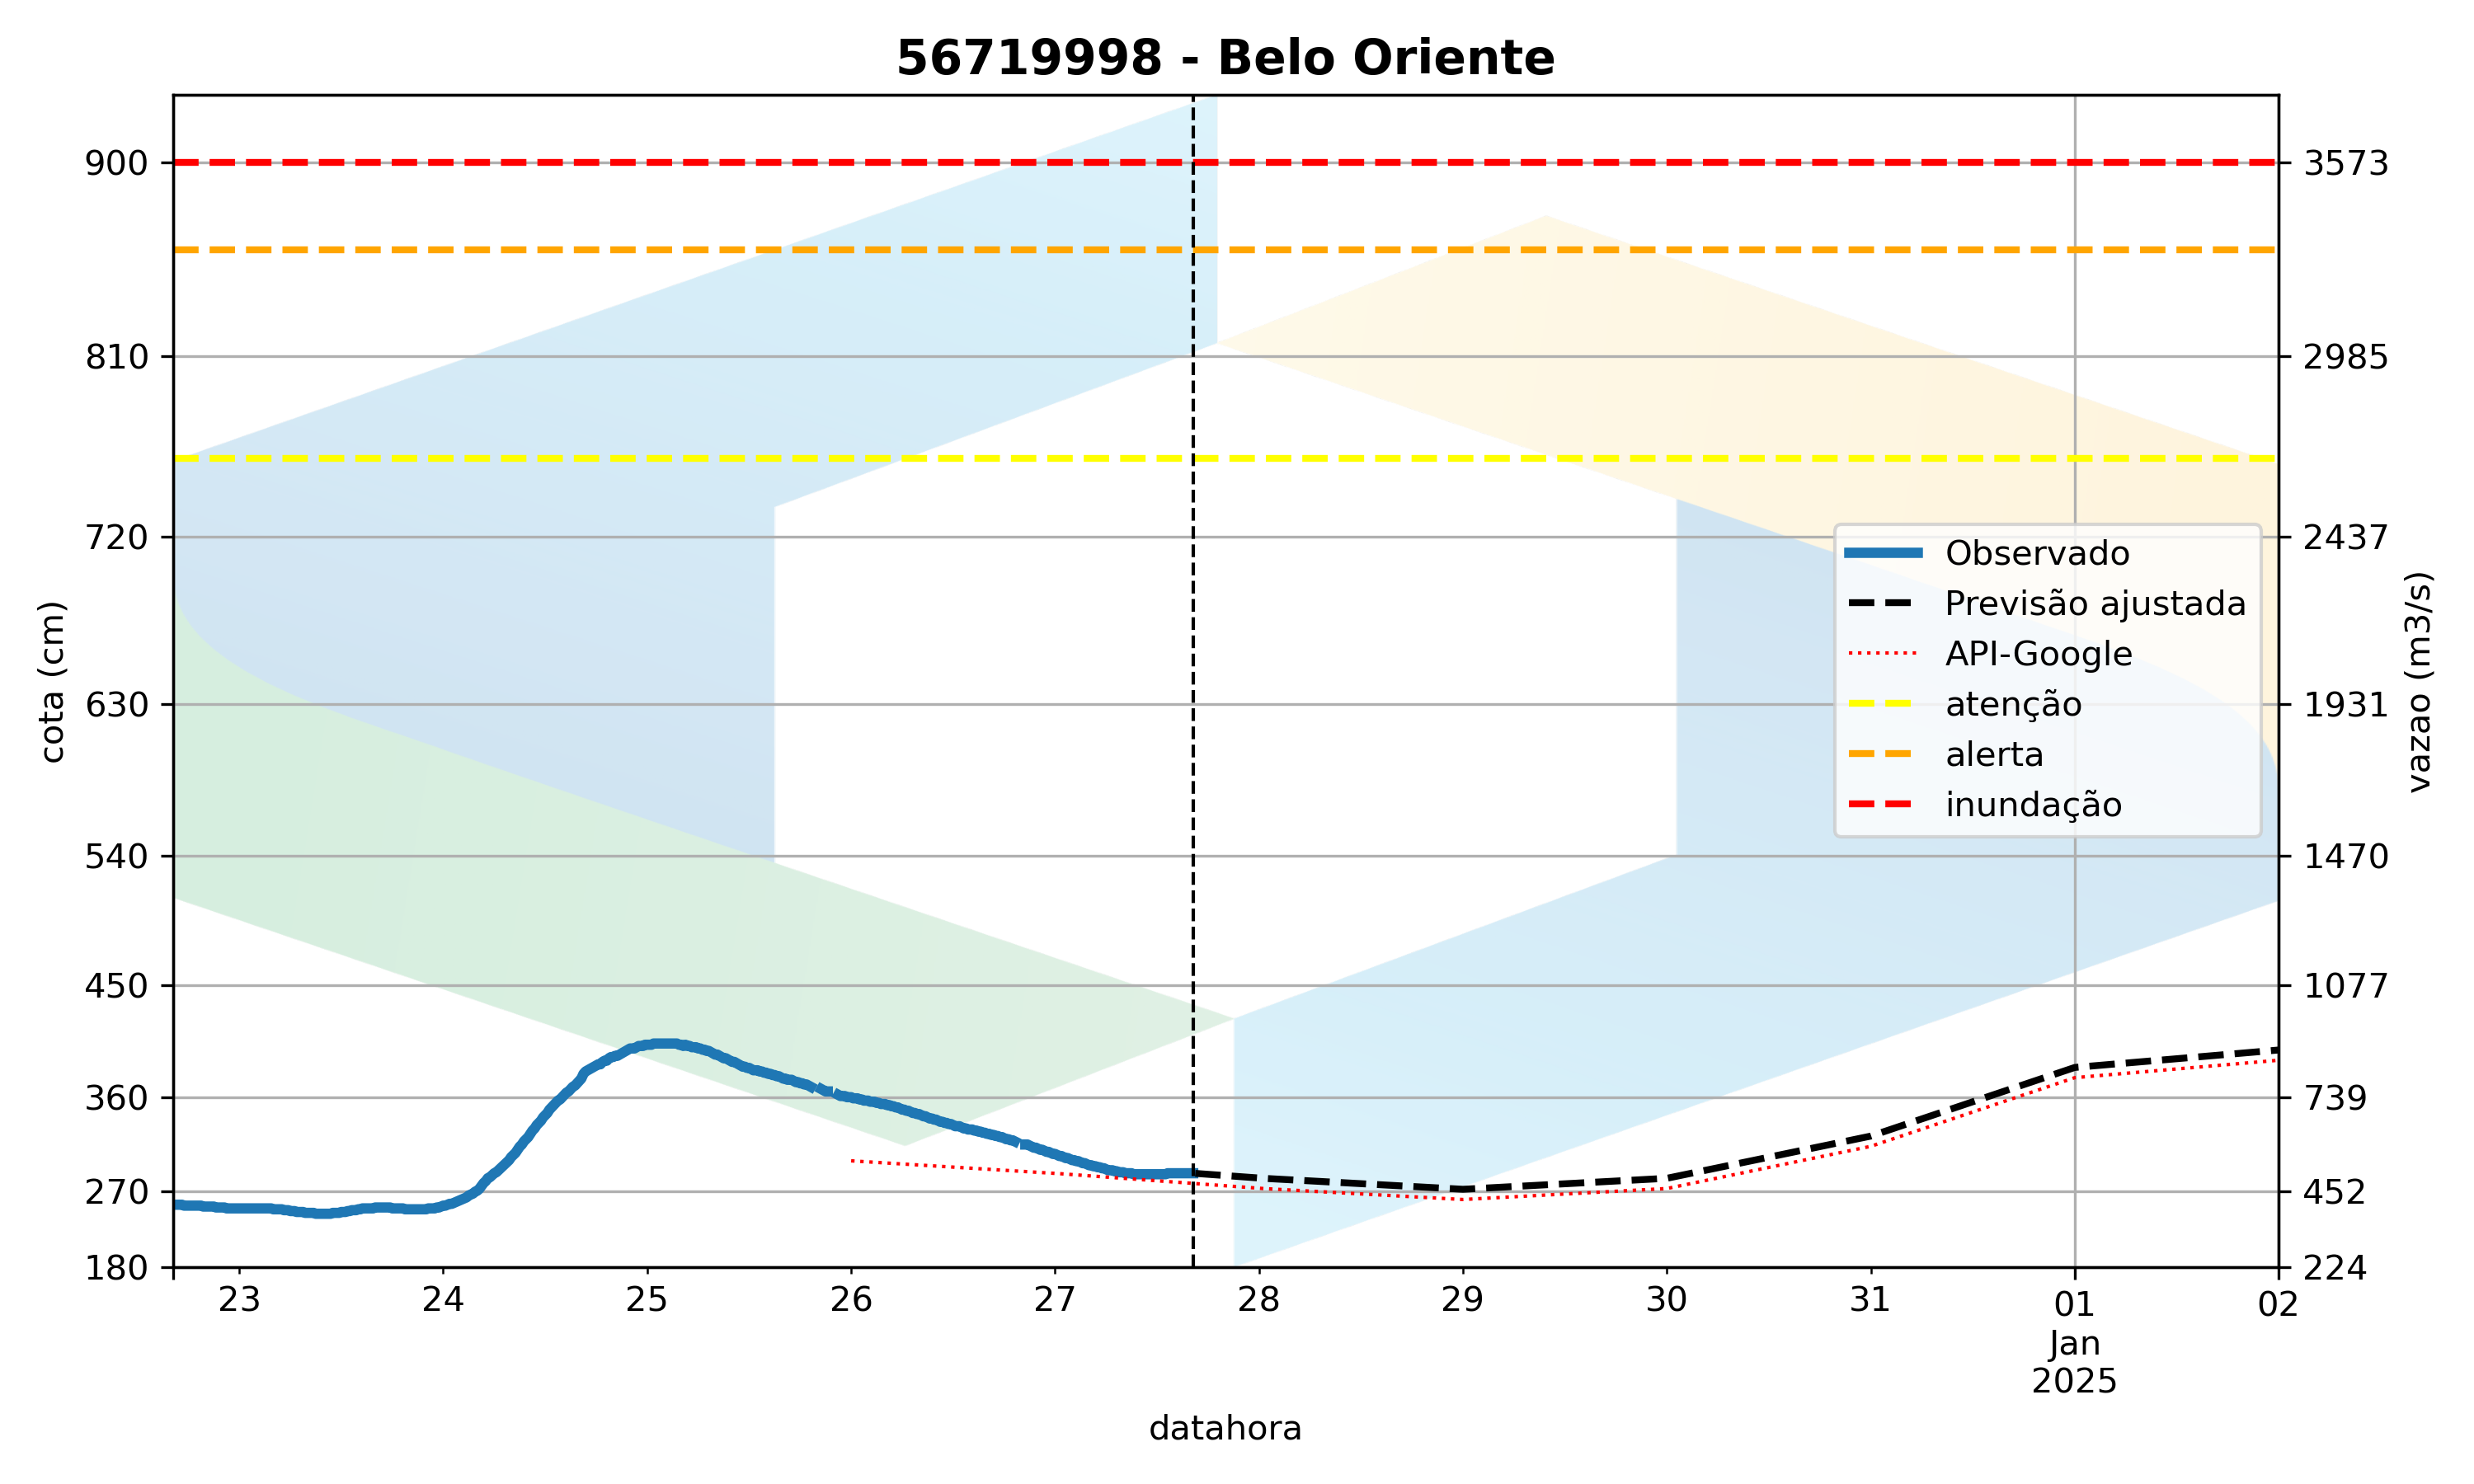 56719998 - Belo Oriente
cota (cm)
900
810
720
630
540
450
360
270
180
3573
2985
2437
1931
1470
1077
739
452
224
vazao (m3/s)
Observado
Previsão ajustada
API-Google
atenção
alerta
inundação
23 24 25 26 27 28 29 30 31 01 02
Jan
2025
datahora